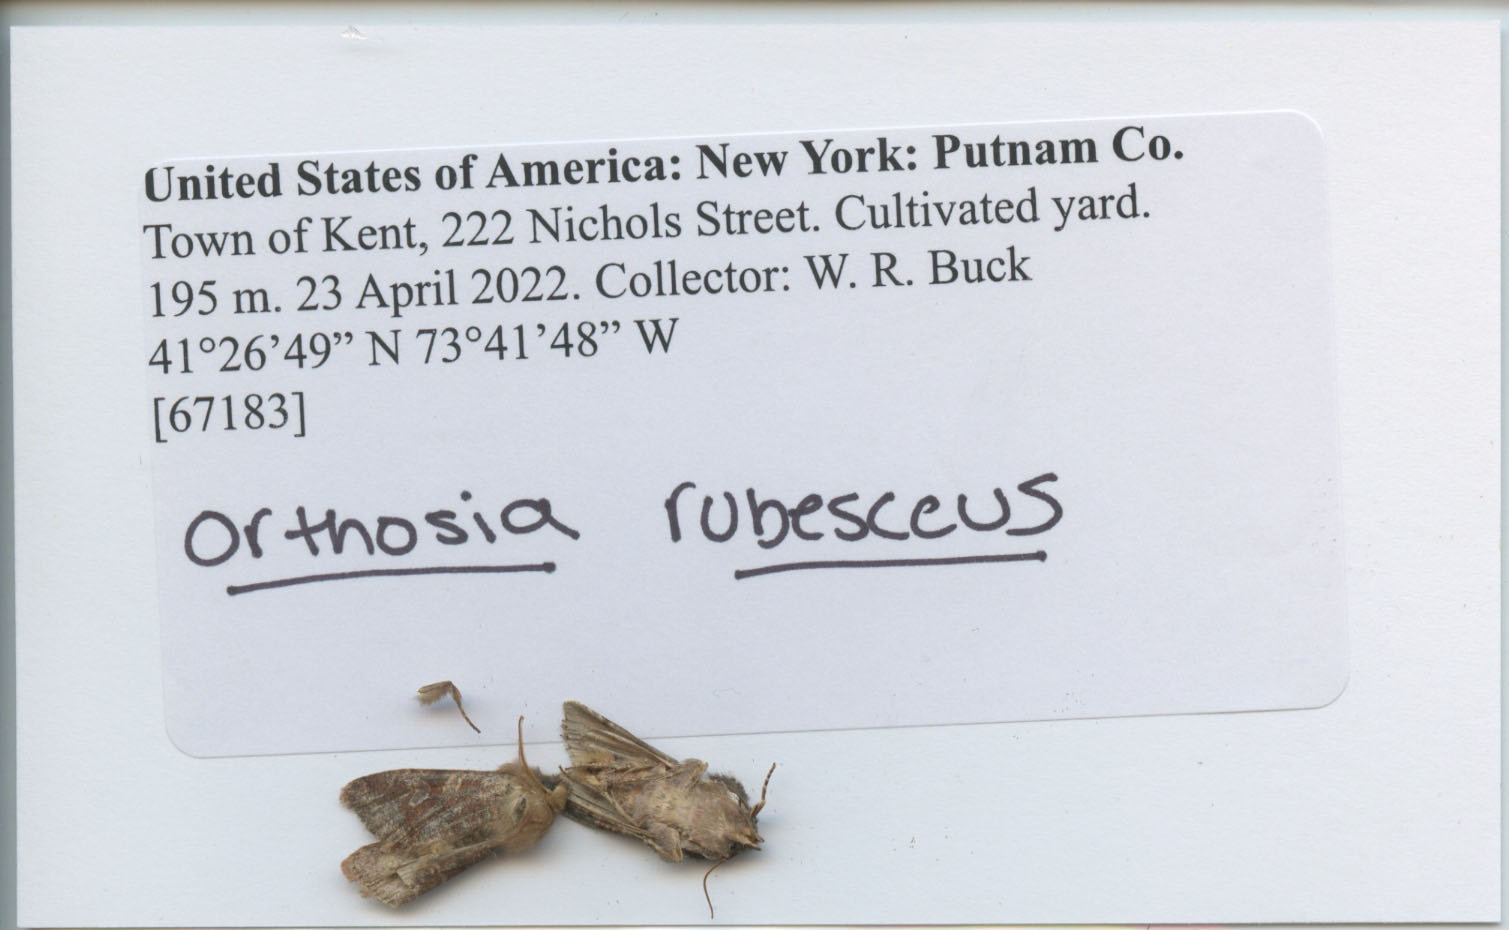 United States of America: New York: Putnam Co.
Town of Kent, 222 Nichols Street. Cultivated yard.
195 m. 23 April 2022. Collector: W. R. Buck
41°26’49” N 73°41’48” W
[67183]
Orthosia rubesceus